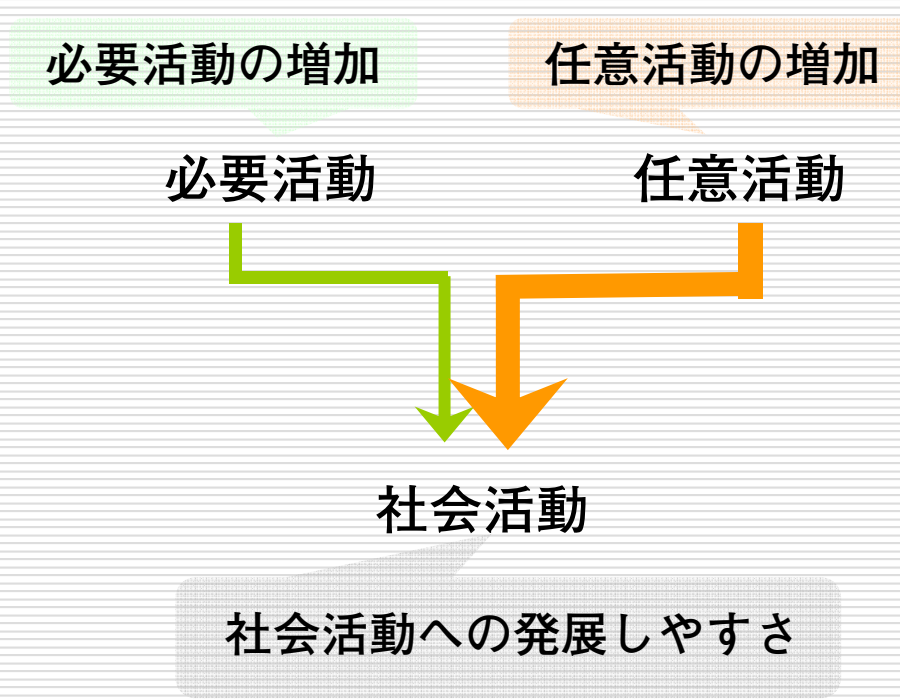 必要活動の増加
任意活動の増加
必要活動
任意活動
社会活動
社会活動への発展しやすさ